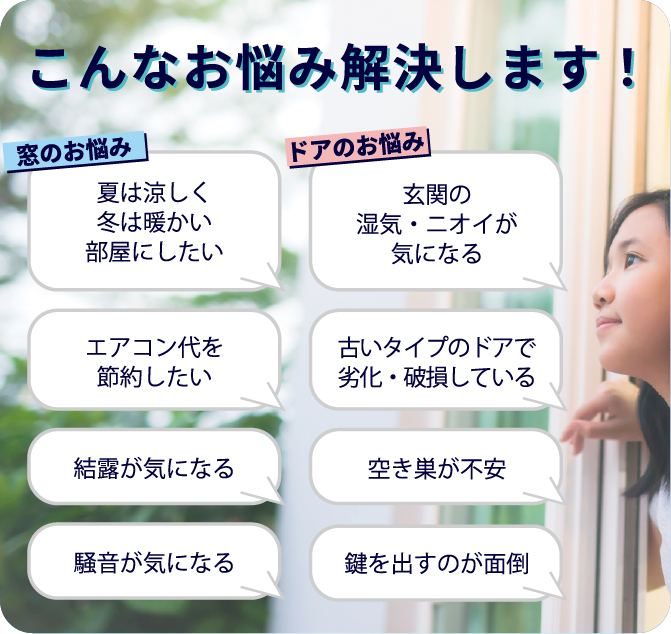 こんなお悩み解決します！
窓のお悩み
夏は涼しく
冬は暖かい
部屋にしたい
エアコン代を
節約したい
結露が気になる
騒音が気になる
ドアのお悩み
玄関の
湿気・ニオイが
気になる
古いタイプのドアで
劣化・破損している
空き巣が不安
鍵を出すのが面倒